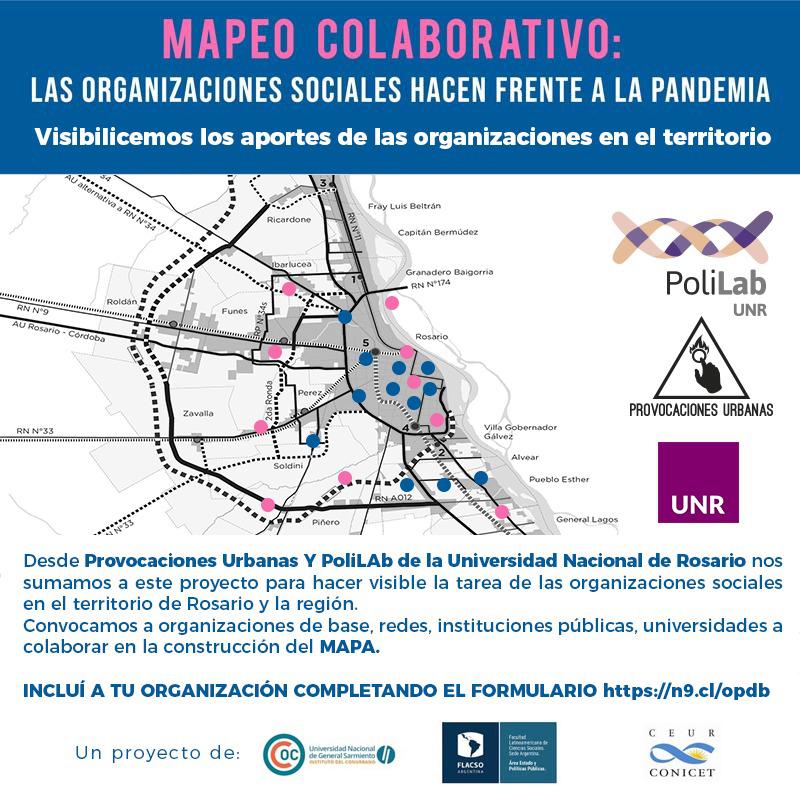 MAPEO COLABORATIVO:
LAS ORGANIZACIONES SOCIALES HACEN FRENTE A LA PANDEMIA
Visibilicemos los aportes de las organizaciones en el territorio
AU alternativa a RN N°34
3
Fray Luis Beltrán
Ricardone
RN N°11
Capitán Bermúdez
Ibarlucea
Granadero Baigorria
1
RN N°174
Roldán
RN N°9
Funes
RP N°34s
AU Rosario - Córdoba
5
Rosario
2da Ronda
Perez
Zavalla
RN N°33
4
Villa Gobernador
Gálvez
2
Soldini
Alvear
Pueblo Esther
RN A012
N°33
Piñero
General Lagos
PoliLab
UNR
PROVOCACIONES URBANAS
UNR
Desde Provocaciones Urbanas Y PoliLAb de la Universidad Nacional de Rosario nos
sumamos a este proyecto para hacer visible la tarea de las organizaciones sociales
en el territorio de Rosario y la región.
Convocamos a organizaciones de base, redes, instituciones públicas, universidades a
colaborar en la construcción del MAPA.
INCLUÍ A TU ORGANIZACIÓN COMPLETANDO EL FORMULARIO https://n9.cl/opdb
Un proyecto de:
OC
Universidad Nacional
de General Sarmiento
INSTITUTO DEL CONURBANO
FLACSO
ARGENTINA
Facultad
Latinoamericana de
Ciencias Sociales.
Sede Argentina.
Área Estado y
Políticas Públicas.
CEUR
CONICET